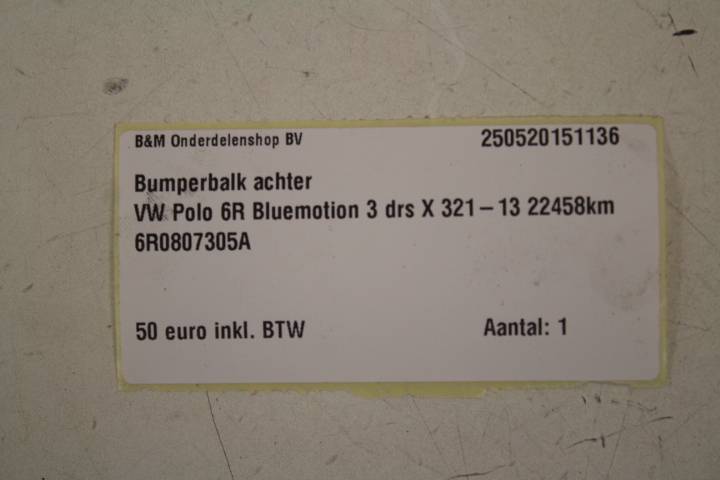 B&M Onderdelenshop BV 250520151136
Bumperbalk achter
VW Polo 6R Bluemotion 3 drs X 321 – 13 22458km
6R0807305A
50 euro inkl. BTW Aantal: 1